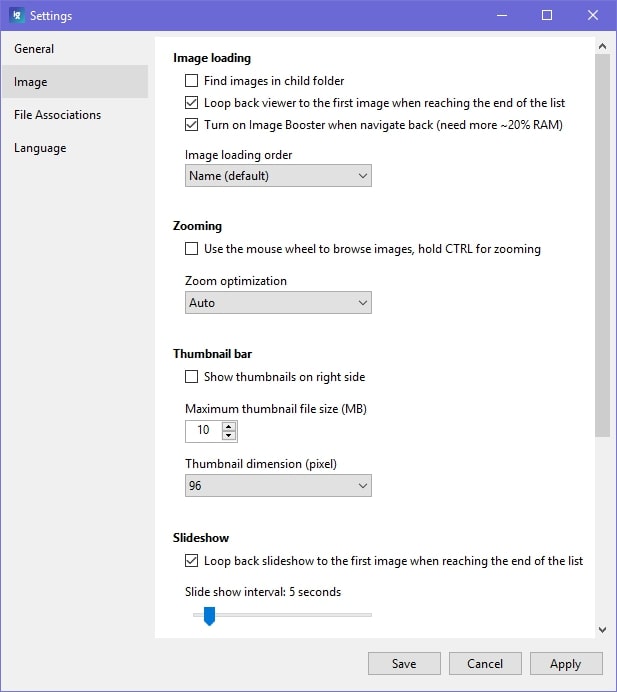 Settings
General
Image
File Associations
Language
Image loading
Find images in child folder
Loop back viewer to the first image when reaching the end of the list
Turn on Image Booster when navigate back (need more ~20% RAM)
Image loading order
Name (default)
Zooming
Use the mouse wheel to browse images, hold CTRL for zooming
Zoom optimization
Auto
Thumbnail bar
Show thumbnails on right side
Maximum thumbnail file size (MB)
10
Thumbnail dimension (pixel)
96
Slideshow
Loop back slideshow to the first image when reaching the end of the list
Slide show interval: 5 seconds
Save
Cancel
Apply